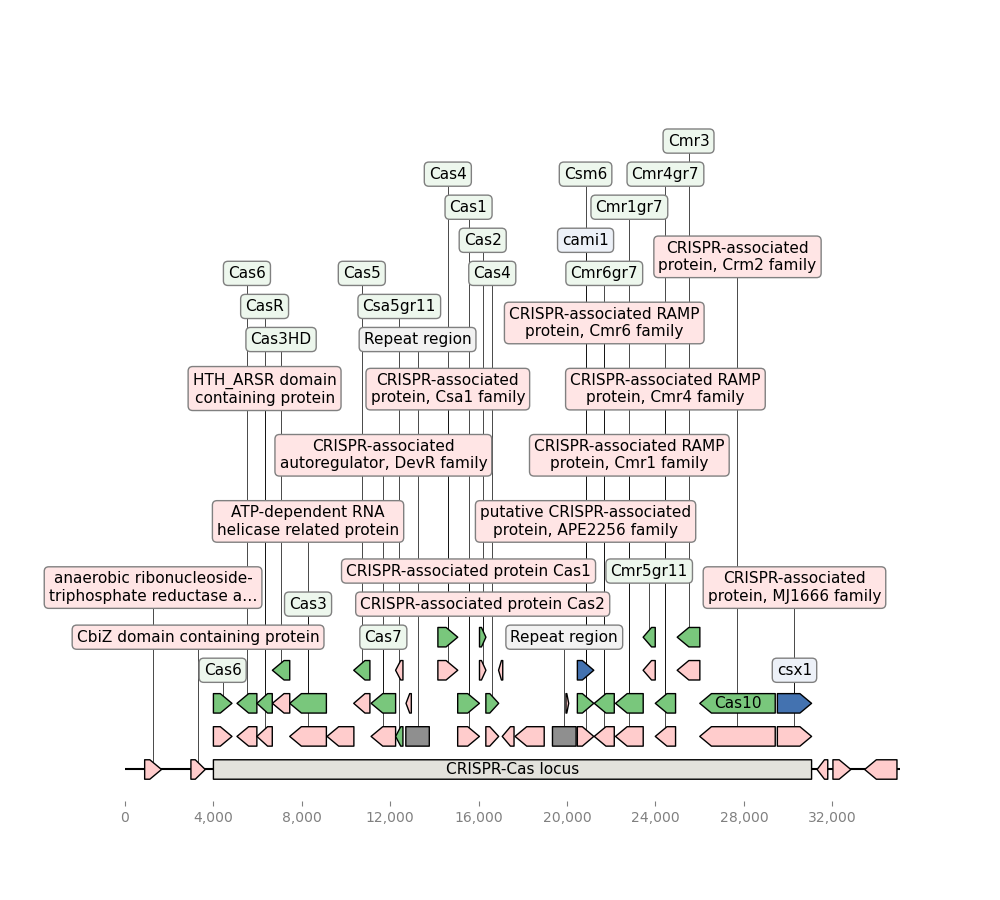 Cmr3
Cas4
Csm6
Cmr4gr7
Cas1
Cmr1gr7
Cas2
cami1
CRISPR-associated
protein, Crm2 family
Cas6
Cas5
Cas4
Cmr6gr7
CasR
Csa5gr11
CRISPR-associated RAMP
protein, Cmr6 family
Cas3HD
Repeat region
HTH_ARSR domain
containing protein
CRISPR-associated
protein, Csa1 family
CRISPR-associated RAMP
protein, Cmr4 family
CRISPR-associated
autoregulator, DevR family
CRISPR-associated RAMP
protein, Cmr1 family
ATP-dependent RNA
helicase related protein
putative CRISPR-associated
protein, APE2256 family
anaerobic ribonucleoside-
triphosphate reductase a...
CRISPR-associated protein Cas1
Cmr5gr11
CRISPR-associated
protein, MJ1666 family
Cas3
CRISPR-associated protein Cas2
CbiZ domain containing protein
Cas7
Repeat region
Cas6
csx1
Cas10
CRISPR-Cas locus
0
4,000
8,000
12,000
16,000
20,000
24,000
28,000
32,000